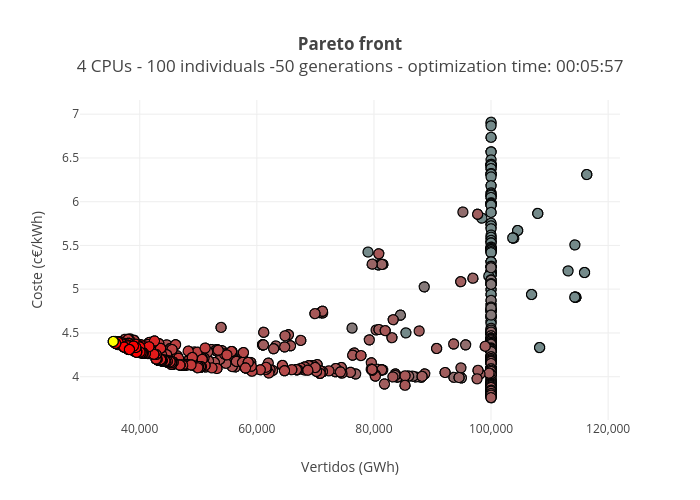 Pareto front
4 CPUs - 100 individuals -50 generations - optimization time: 00:05:57
7
6.5
6
5.5
5
4.5
4
Coste (c€/kWh)
40,000 60,000 80,000 100,000 120,000
Vertidos (GWh)